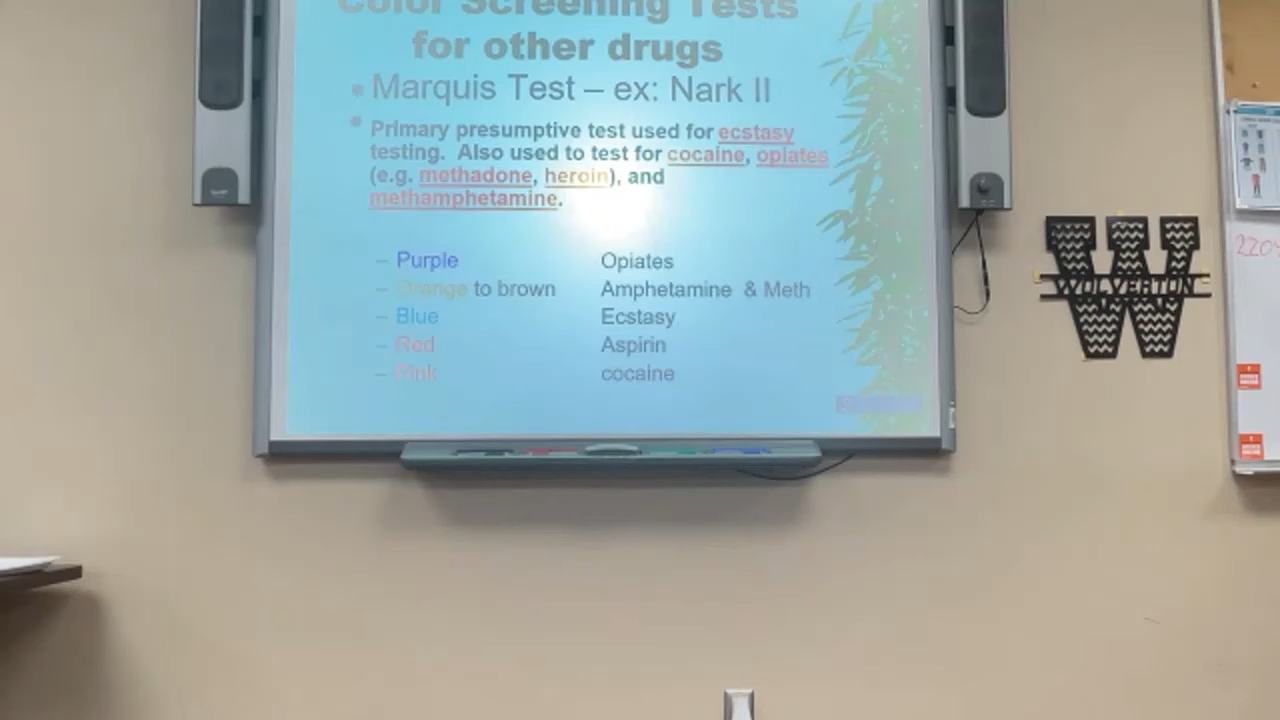 Color Screening Tests
for other drugs
Marquis Test – ex: Nark II
Primary presumptive test used for ecstasy
testing. Also used to test for cocaine, opiates
(e.g. methadone, heroin), and
methamphetamine.
– Purple Opiates
– Orange to brown Amphetamine & Meth
– Blue Ecstasy
– Red Aspirin
– Pink cocaine
W
WOLVERTON
220